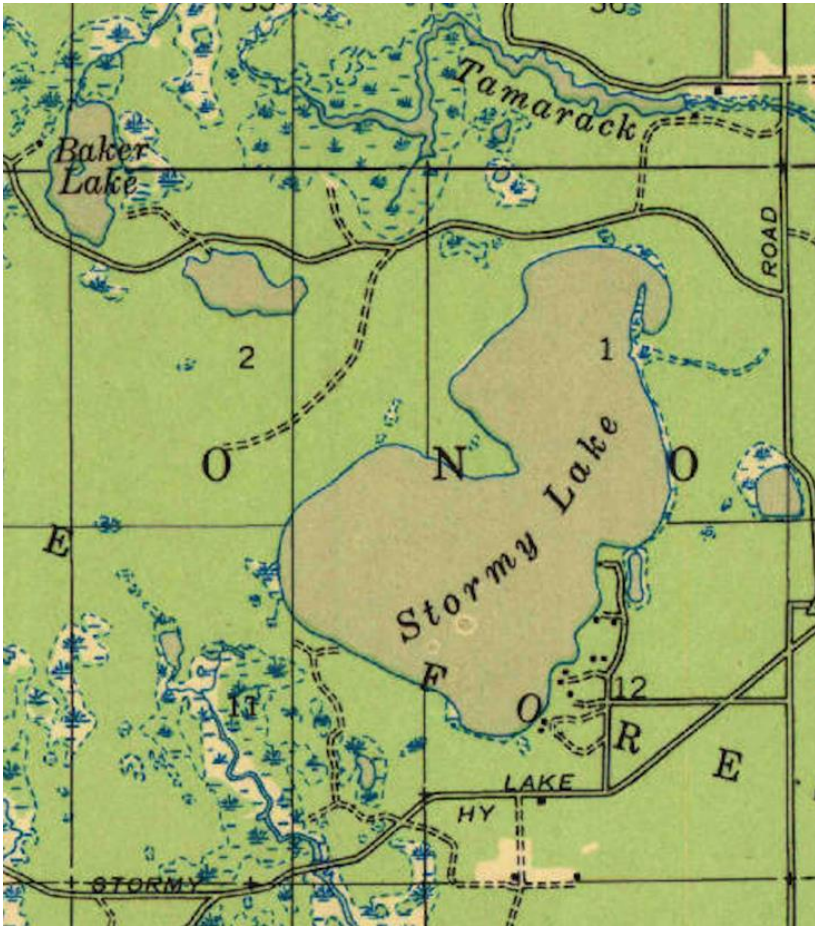 Tamarack
Baker
Lake
ROAD
2
1
O N O
E
Stormy Lake
F O R E
11
12
STORMY LAKE HY